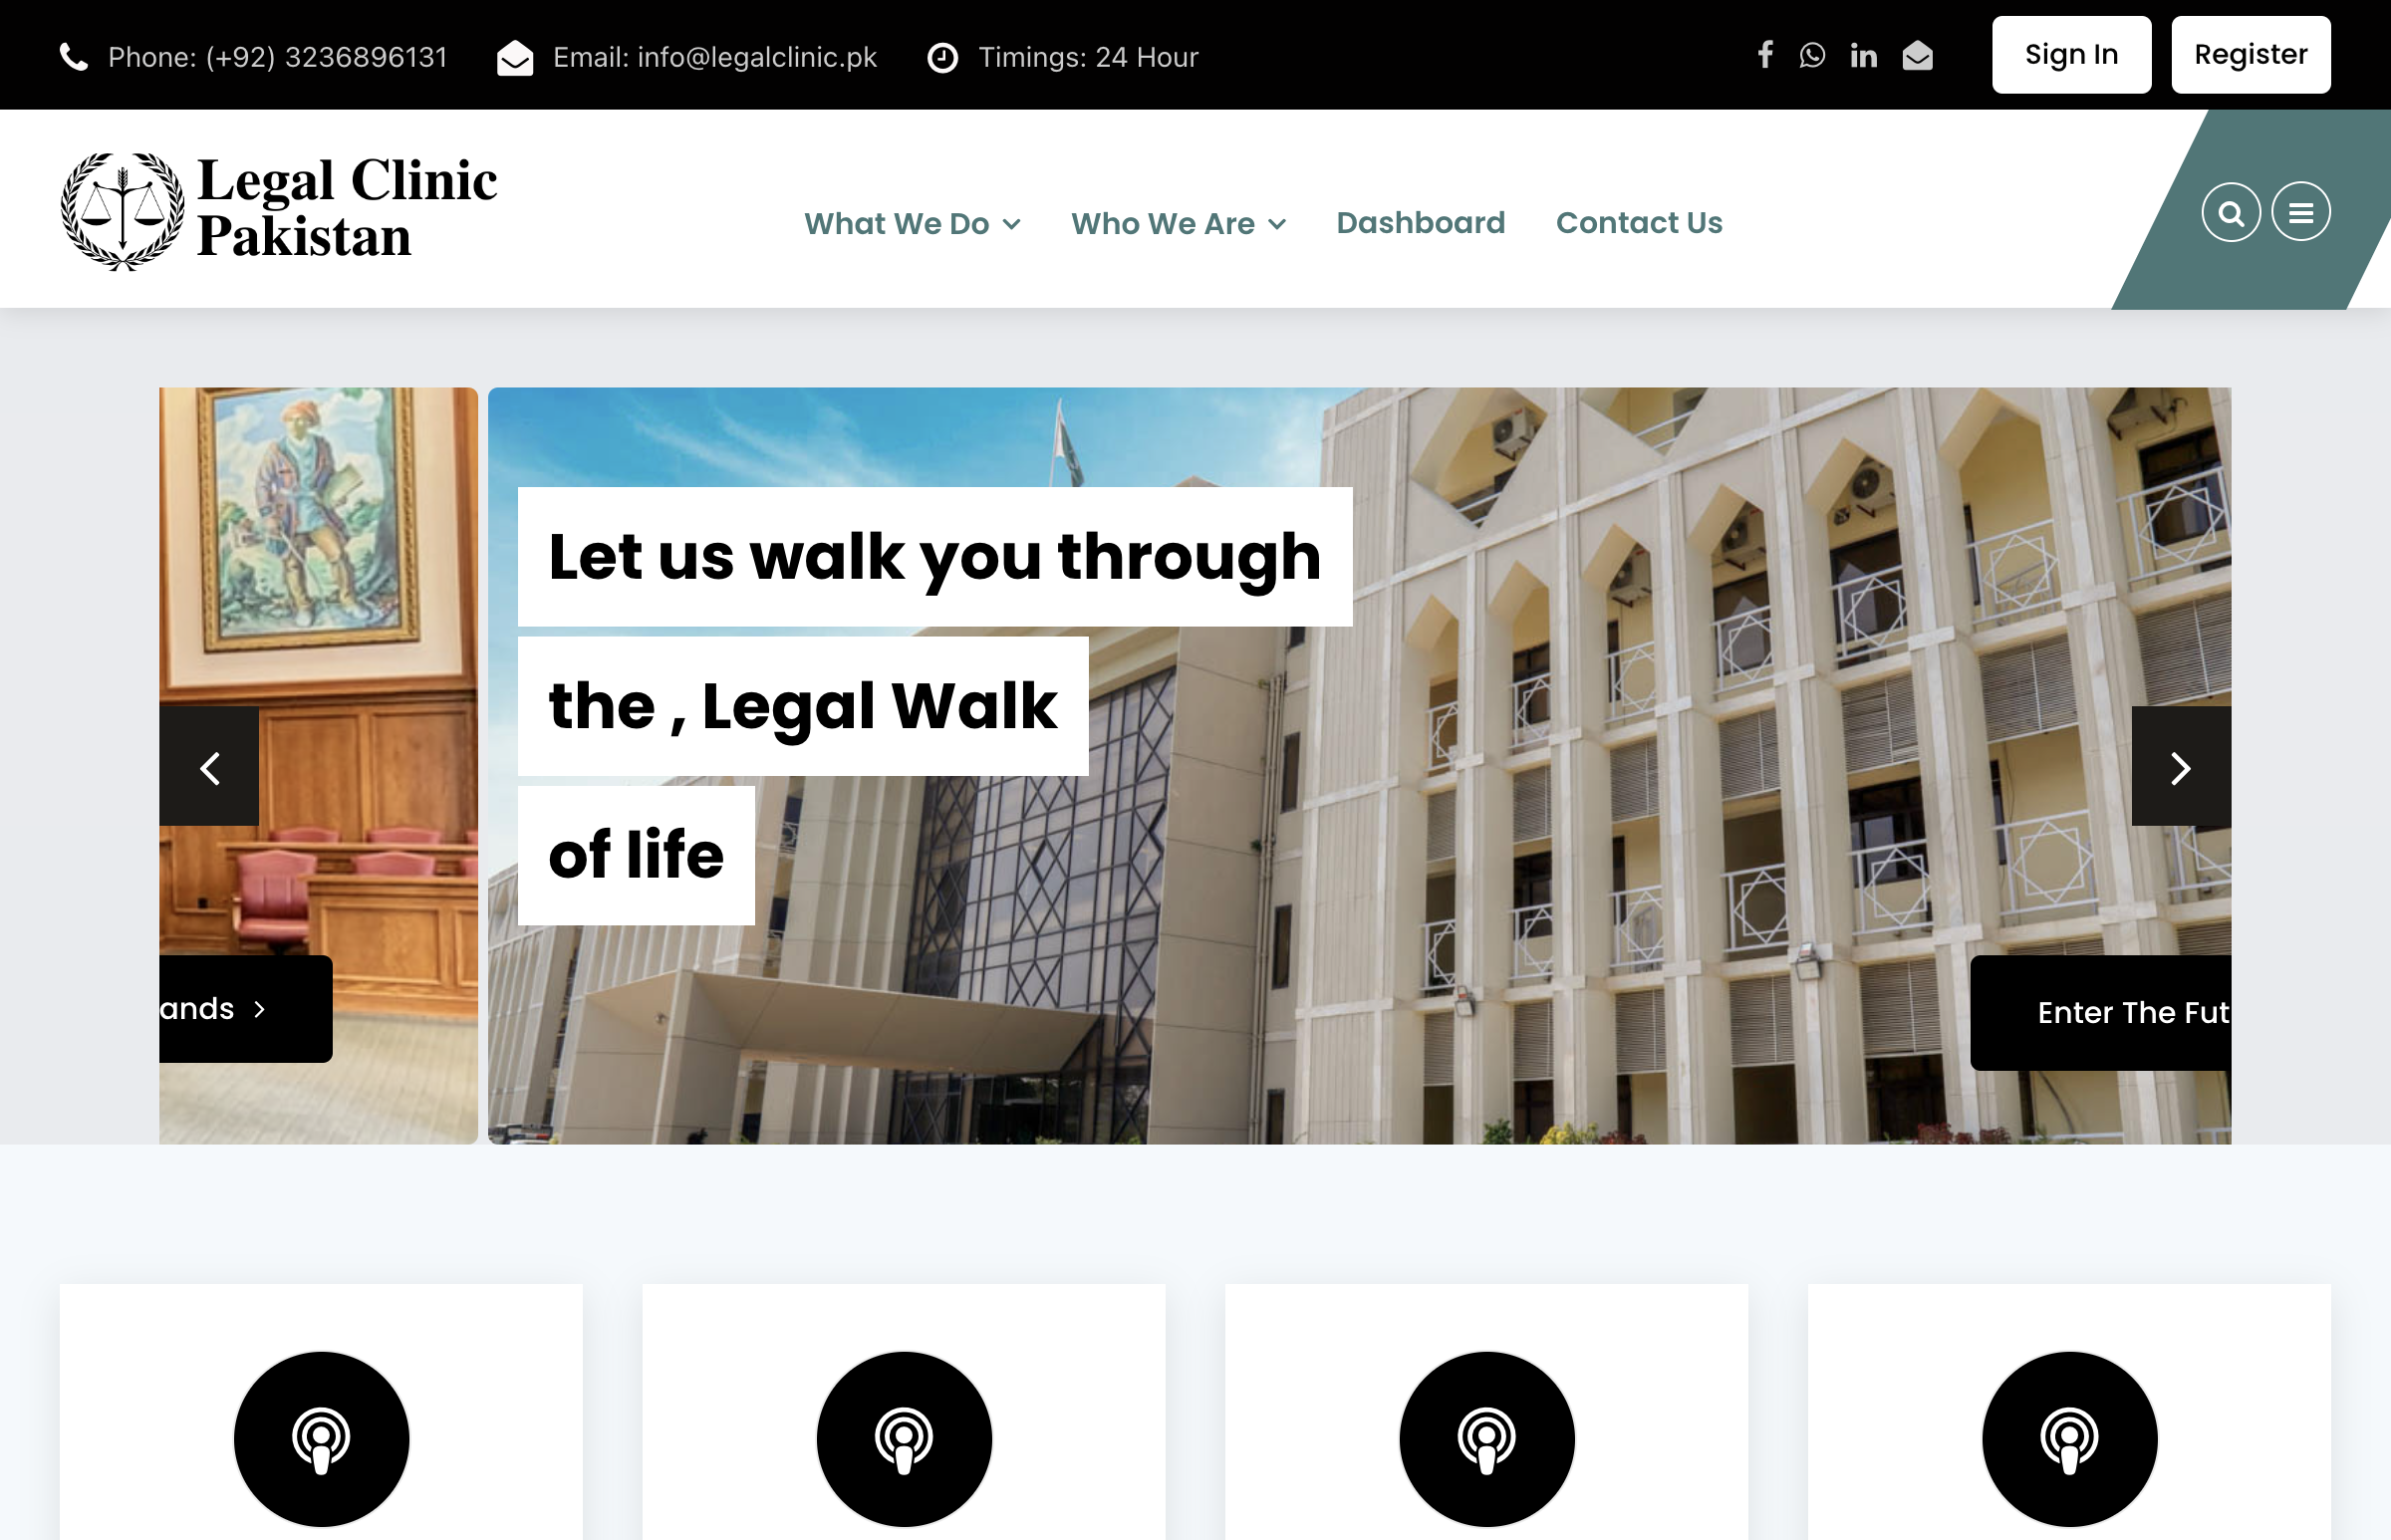 Phone: (+92) 3236896131 Email: info@legalclinic.pk Timings: 24 Hour Sign In Register
Legal Clinic
Pakistan
What We Do Who We Are Dashboard Contact Us
Let us walk you through
the , Legal Walk
of life
ands
Enter The Fut